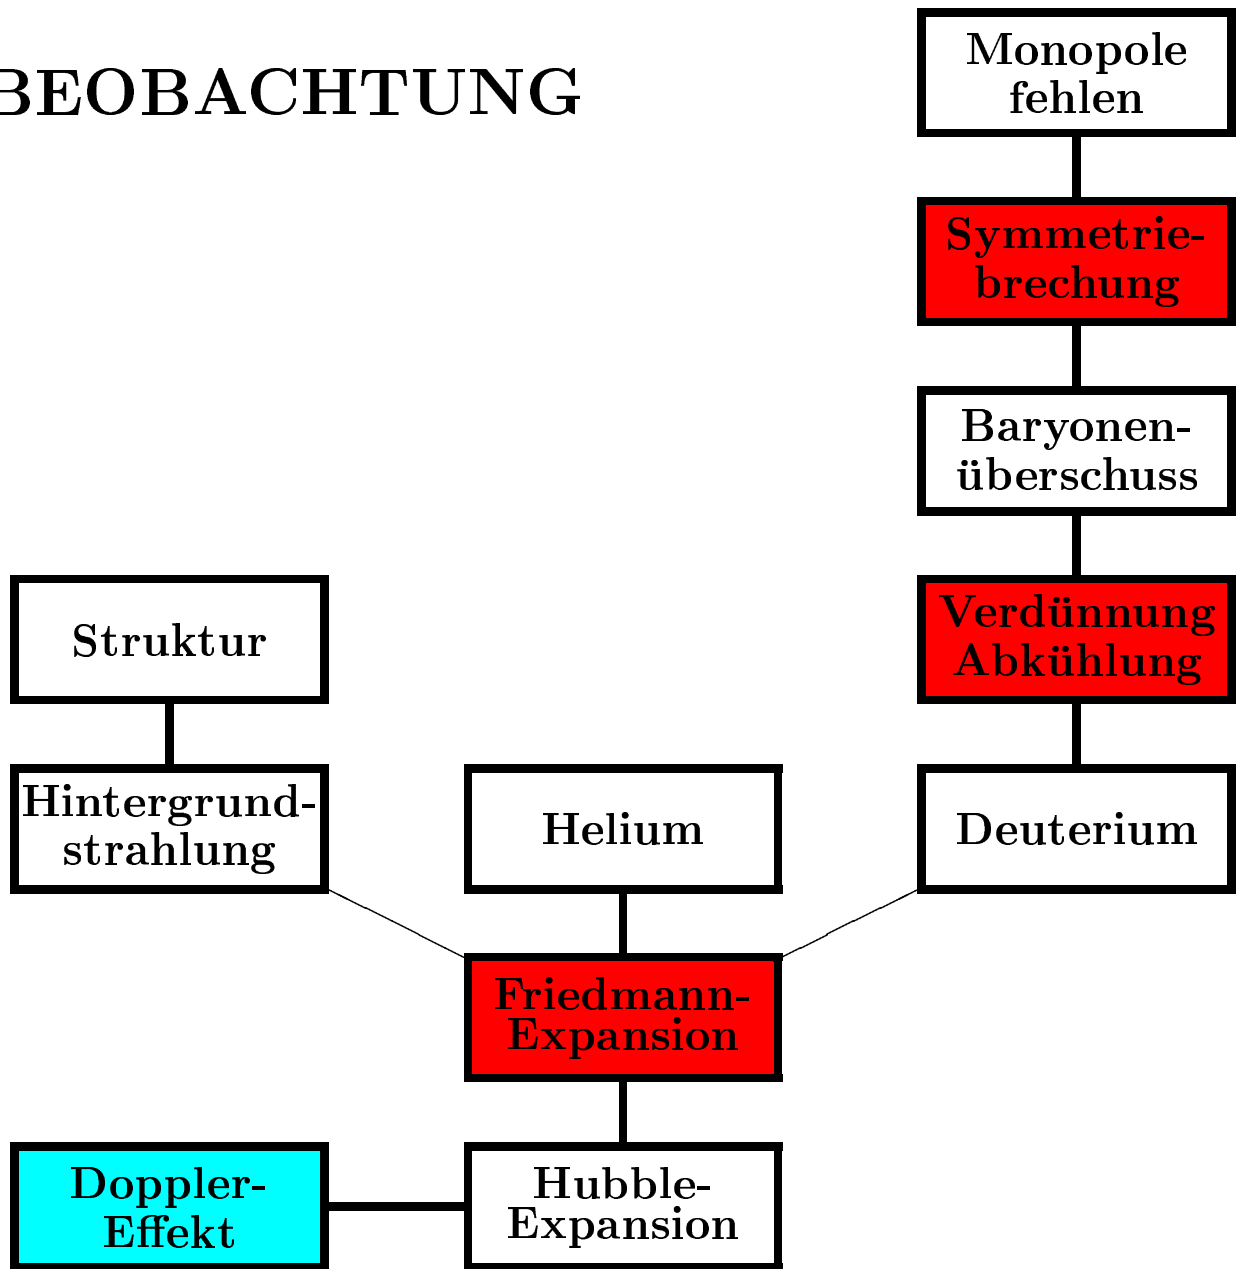 BEOBACHTUNG
Monopole
fehlen
Symmetrie-
brechung
Baryonen-
überschuss
Struktur
Verdünnung
Abkühlung
Hintergrund-
strahlung
Helium
Deuterium
Friedmann-
Expansion
Doppler-
Effekt
Hubble-
Expansion